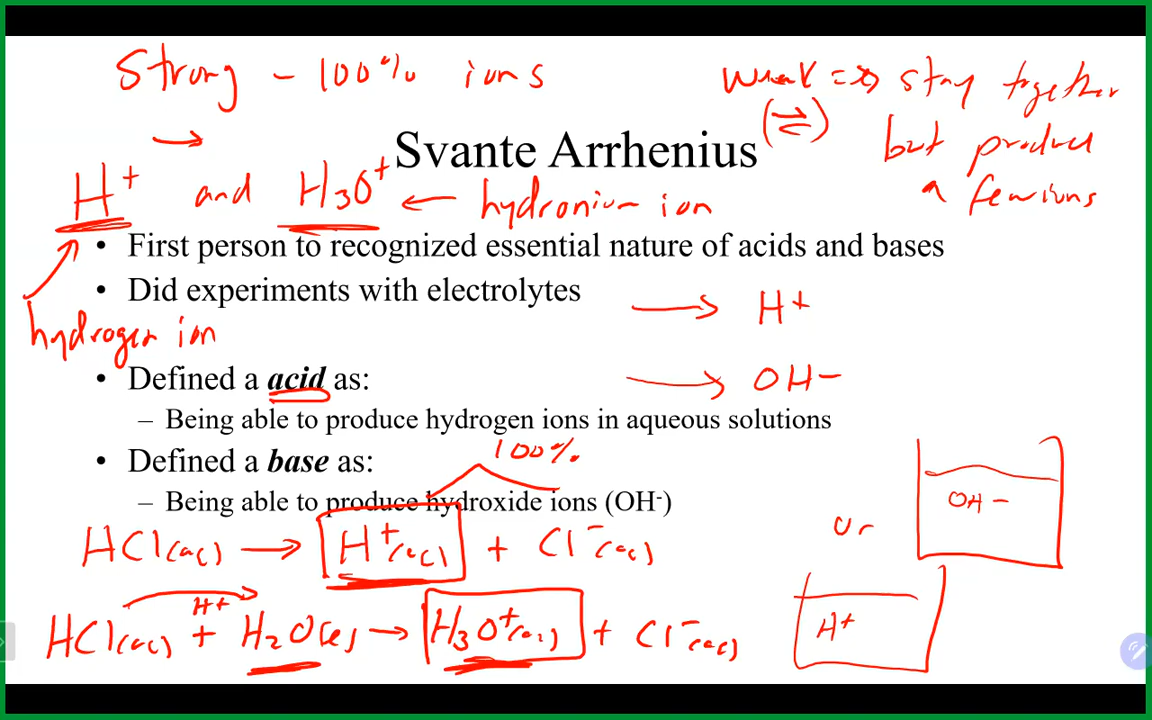 Strong - 100% ions
weak => stay together
(⇌) but produce
a few ions
→
Svante Arrhenius
H+ and H3O+ ← hydronium ion
• First person to recognized essential nature of acids and bases
• Did experiments with electrolytes
→ H+
hydrogen ion
• Defined a acid as:
→ OH-
– Being able to produce hydrogen ions in aqueous solutions
100%
• Defined a base as:
– Being able to produce hydroxide ions (OH-)
OH-
or
HCl(aq) → H+(aq) + Cl-(aq)
H+
HCl(aq) + H2O(l) → H3O+(aq) + Cl-(aq)
H+